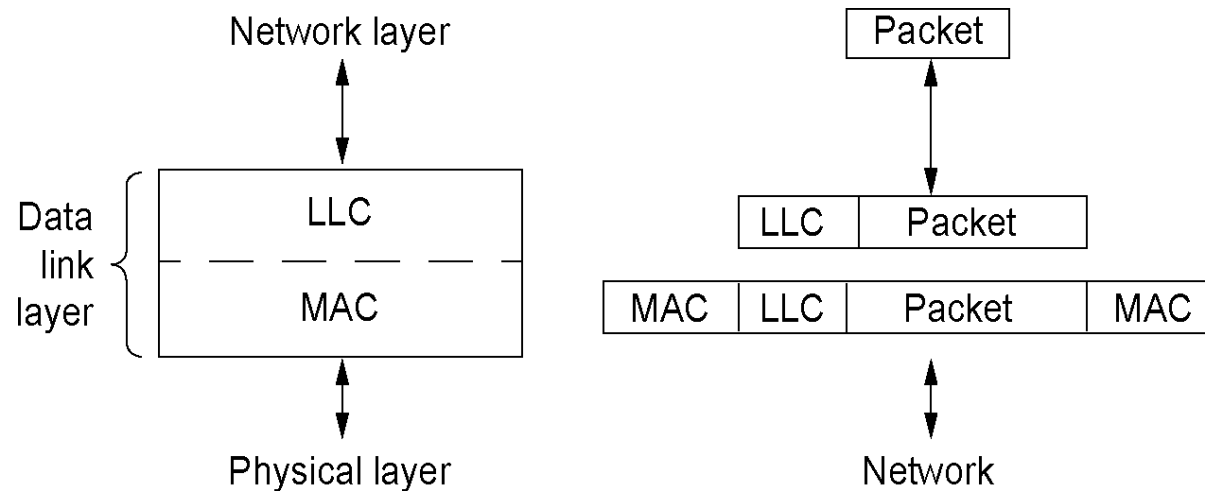 Network layer
Data
link
layer
LLC
MAC
Physical layer
Packet
LLC Packet
MAC LLC Packet MAC
Network